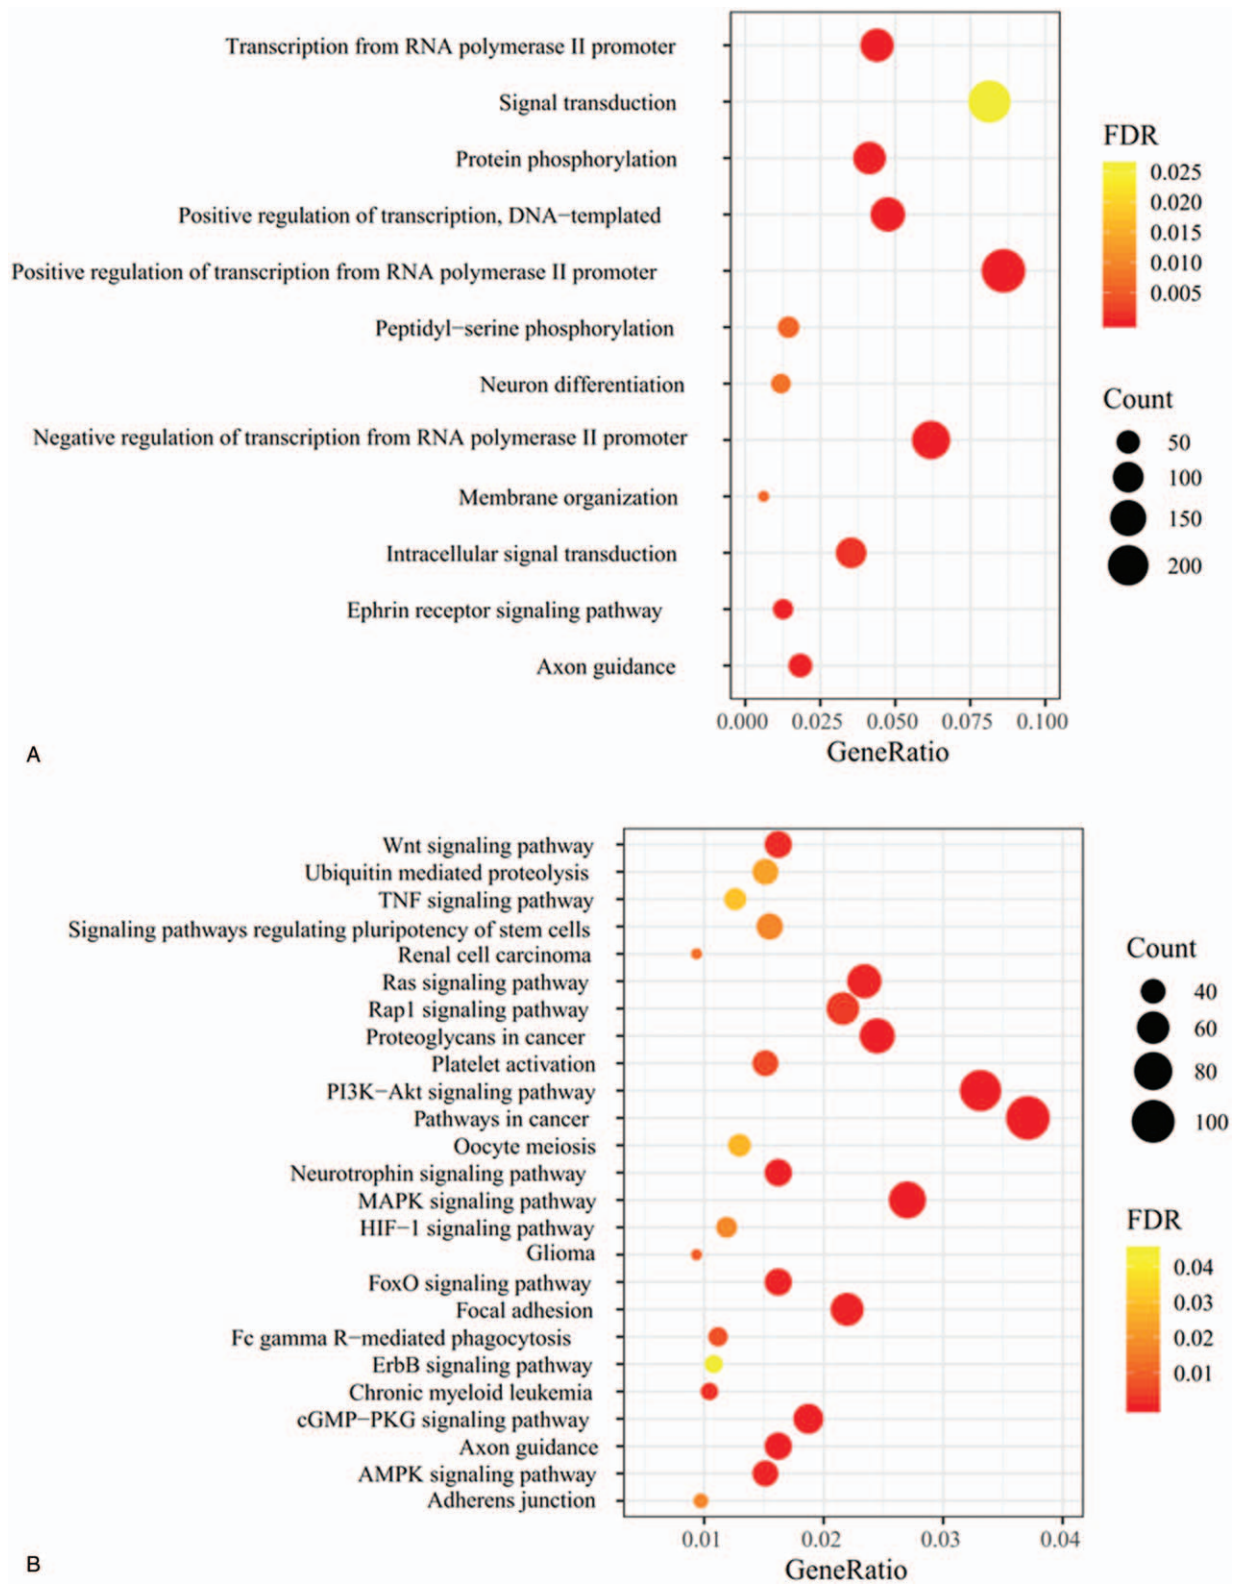 Transcription from RNA polymerase II promoter
Signal transduction
Protein phosphorylation
Positive regulation of transcription, DNA−templated
Positive regulation of transcription from RNA polymerase II promoter
Peptidyl−serine phosphorylation
Neuron differentiation
Negative regulation of transcription from RNA polymerase II promoter
Membrane organization
Intracellular signal transduction
Ephrin receptor signaling pathway
Axon guidance
0.000 0.025 0.050 0.075 0.100
GeneRatio
FDR
0.025
0.020
0.015
0.010
0.005
Count
50
100
150
200
A
Wnt signaling pathway
Ubiquitin mediated proteolysis
TNF signaling pathway
Signaling pathways regulating pluripotency of stem cells
Renal cell carcinoma
Ras signaling pathway
Rap1 signaling pathway
Proteoglycans in cancer
Platelet activation
PI3K−Akt signaling pathway
Pathways in cancer
Oocyte meiosis
Neurotrophin signaling pathway
MAPK signaling pathway
HIF−1 signaling pathway
Glioma
FoxO signaling pathway
Focal adhesion
Fc gamma R−mediated phagocytosis
ErbB signaling pathway
Chronic myeloid leukemia
cGMP−PKG signaling pathway
Axon guidance
AMPK signaling pathway
Adherens junction
0.01 0.02 0.03 0.04
GeneRatio
Count
40
60
80
100
FDR
0.04
0.03
0.02
0.01
B